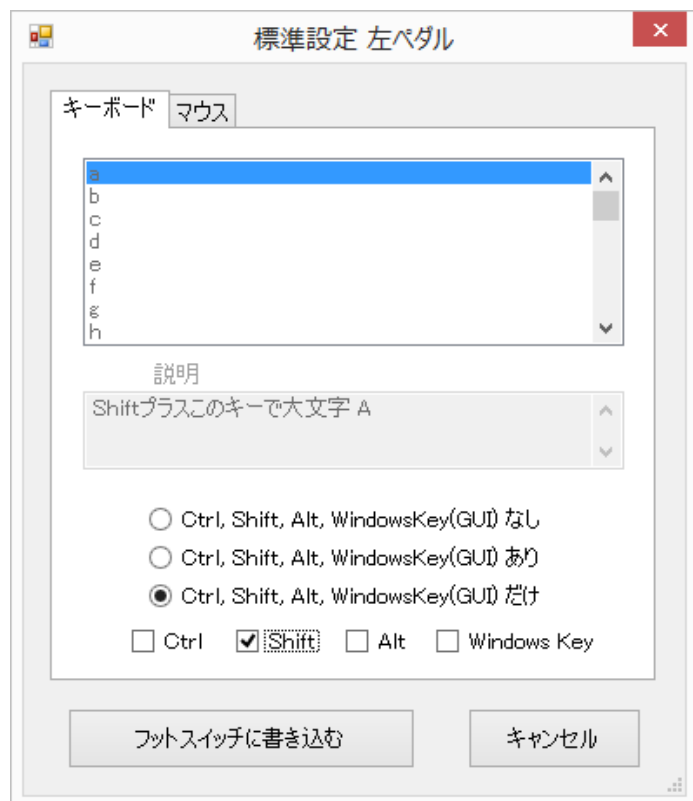 標準設定 左ペダル
キーボード マウス
a
b
c
d
e
f
g
h
説明
Shiftプラスこのキーで大文字 A
Ctrl, Shift, Alt, WindowsKey(GUI) なし
Ctrl, Shift, Alt, WindowsKey(GUI) あり
Ctrl, Shift, Alt, WindowsKey(GUI) だけ
Ctrl Shift Alt Windows Key
フットスイッチに書き込む キャンセル